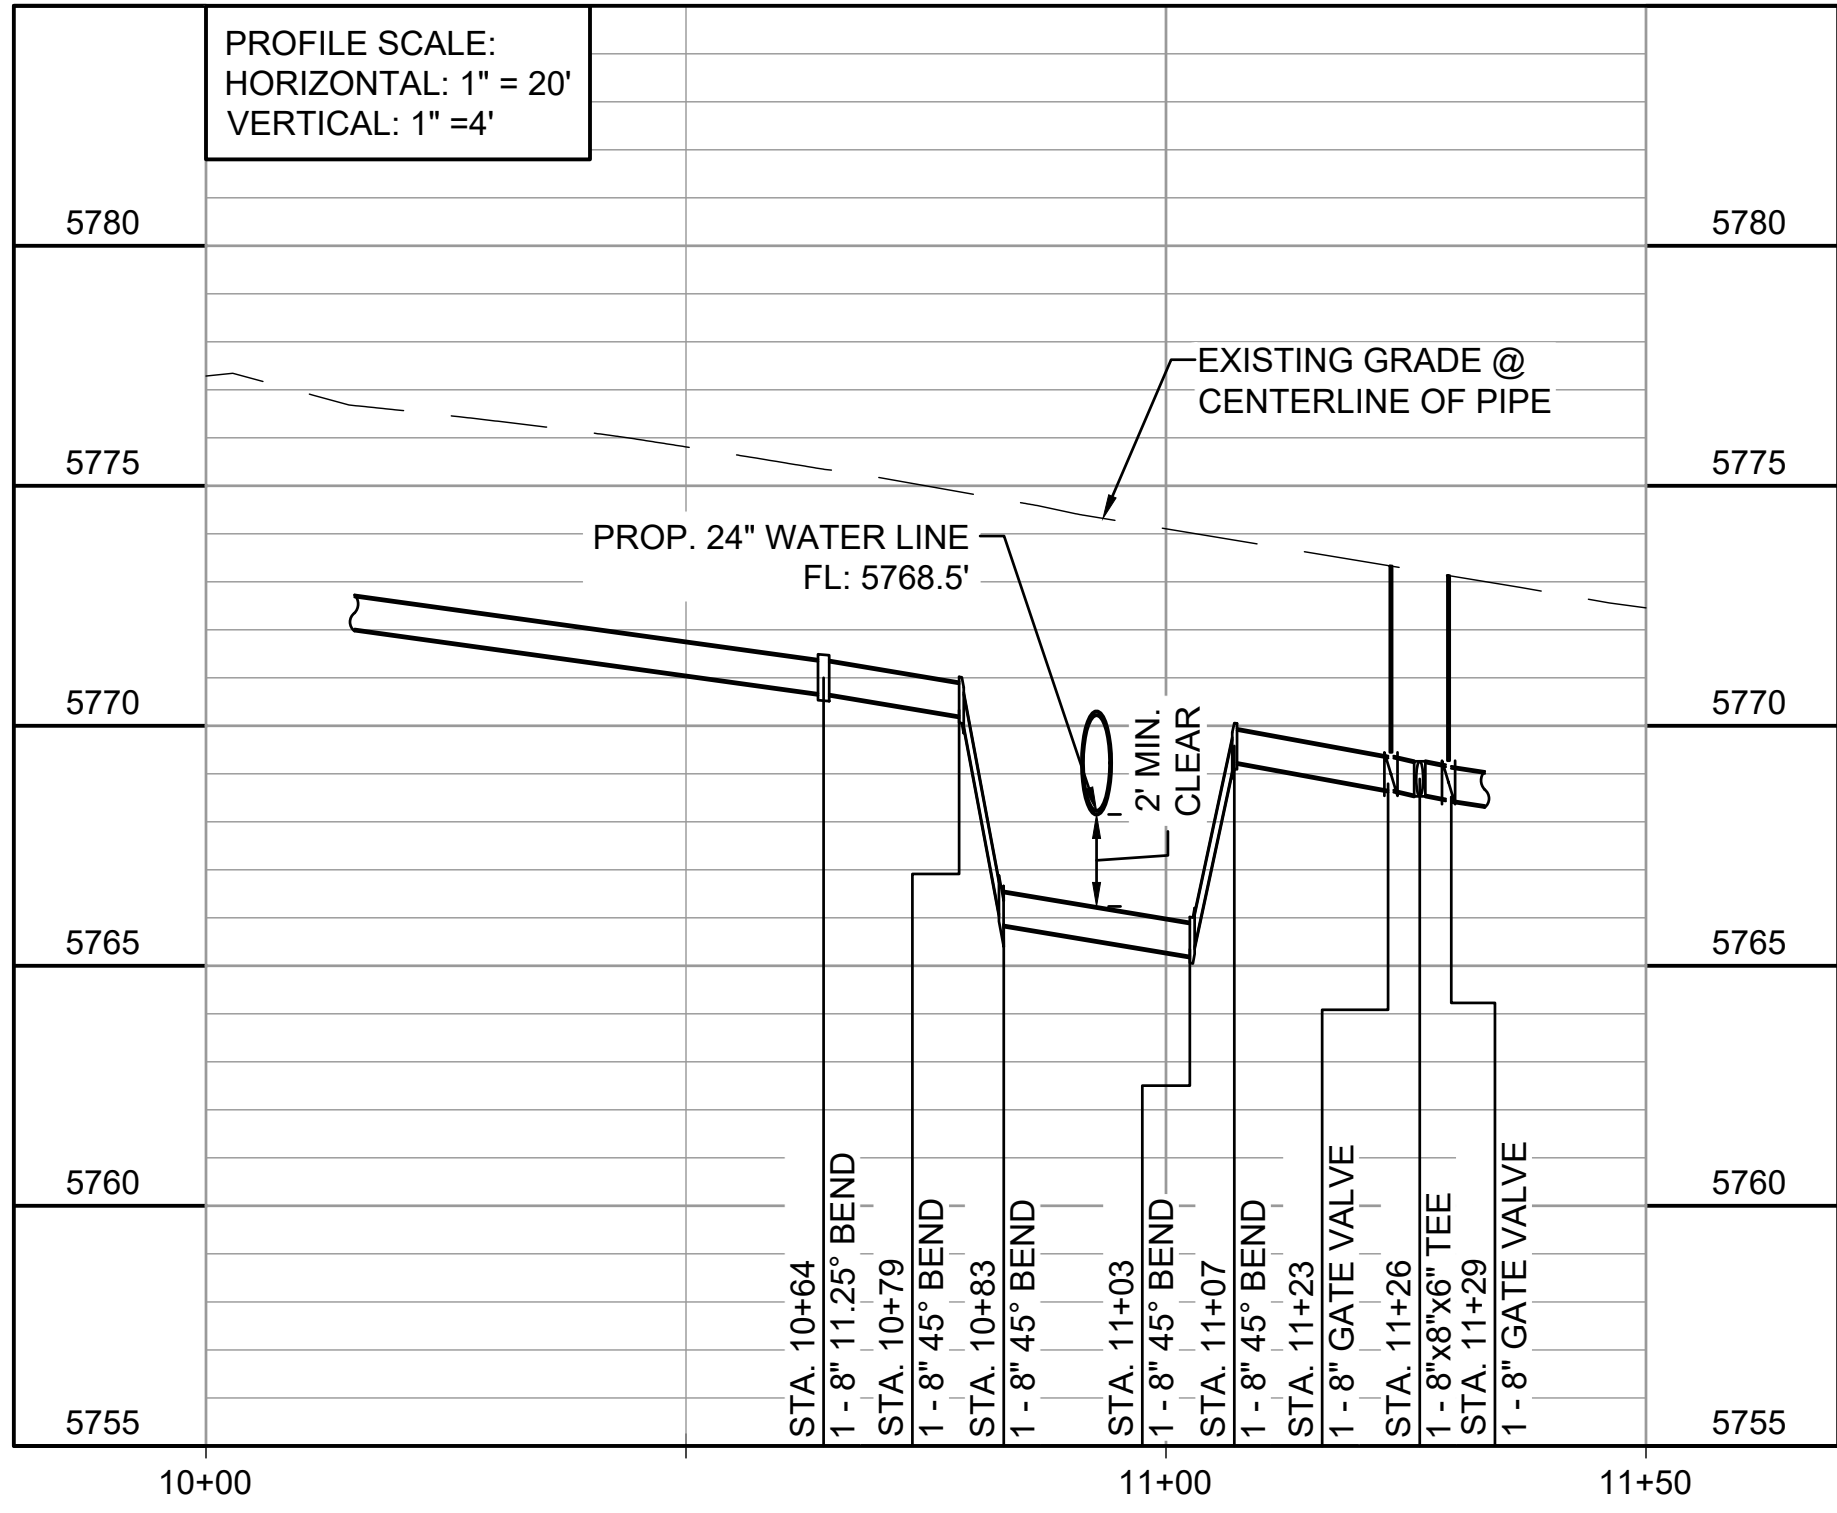 PROFILE SCALE:
HORIZONTAL: 1" = 20'
VERTICAL: 1" =4'
5780
5780
EXISTING GRADE @
CENTERLINE OF PIPE
5775
5775
PROP. 24" WATER LINE
FL: 5768.5'
5770
5770
2' MIN.
CLEAR
5765
5765
5760
5760
STA. 10+64
1 - 8" 11.25° BEND
STA. 10+79
1 - 8" 45° BEND
STA. 10+83
1 - 8" 45° BEND
STA. 11+03
1 - 8" 45° BEND
STA. 11+07
1 - 8" 45° BEND
STA. 11+23
1 - 8" GATE VALVE
STA. 11+26
1 - 8"x8"x6" TEE
STA. 11+29
1 - 8" GATE VALVE
5755
5755
10+00
11+00
11+50